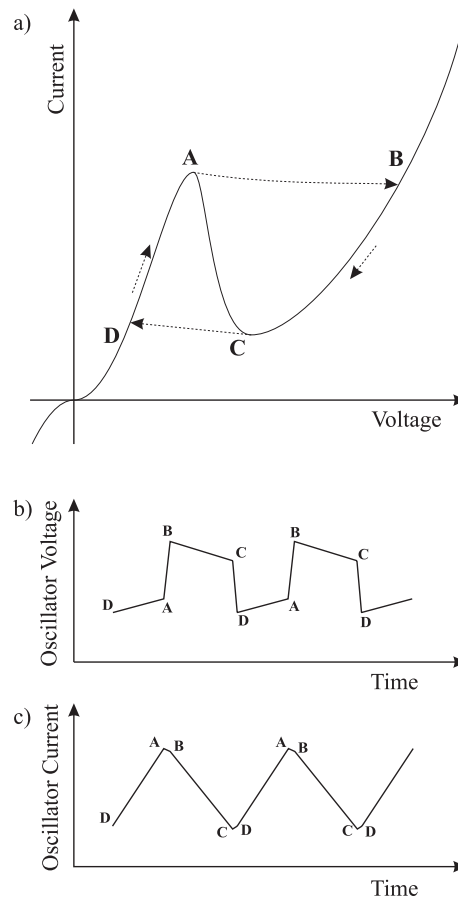 a)
Current
A
B
D
C
Voltage
b)
Oscillator Voltage
B
B
C
C
D
A
D
A
D
Time
c)
Oscillator Current
A B
A B
D
C D
C D
Time